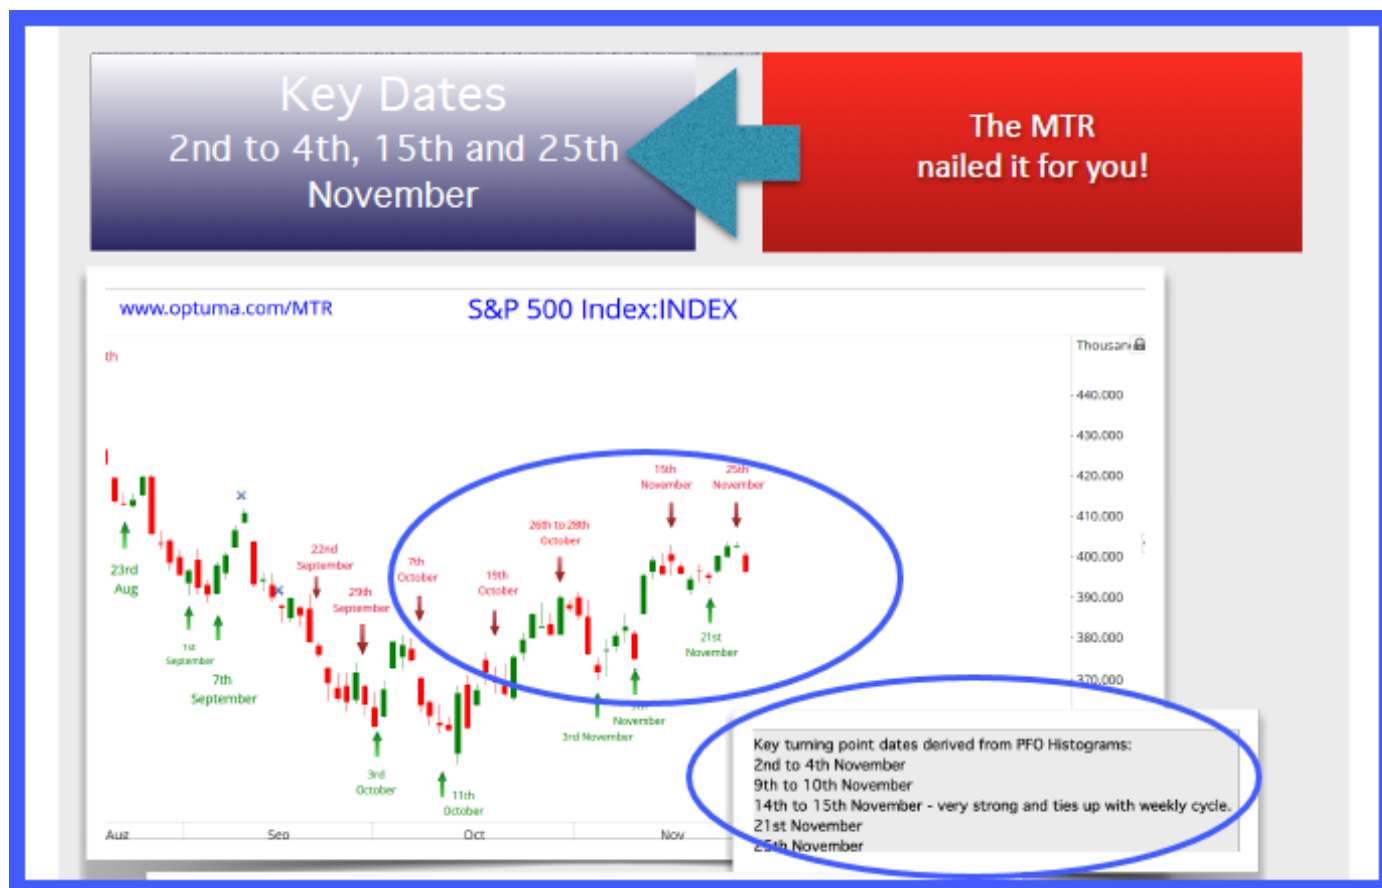 Key Dates
2nd to 4th, 15th and 25th
November
The MTR
nailed it for you!
www.optuma.com/MTR
S&P 500 Index:INDEX
th
Thousan
440.000
430.000
420.000
410.000
400.000
390.000
380.000
370.000
15th
November
25th
November
26th to 28th
October
22nd
September
7th
October
19th
October
29th
September
23rd
Aug
1st
September
7th
September
21st
November
November
3rd November
3rd
October
11th
October
Aug
Sep
Oct
Nov
Key turning point dates derived from PFO Histograms:
2nd to 4th November
9th to 10th November
14th to 15th November - very strong and ties up with weekly cycle.
21st November
25th November